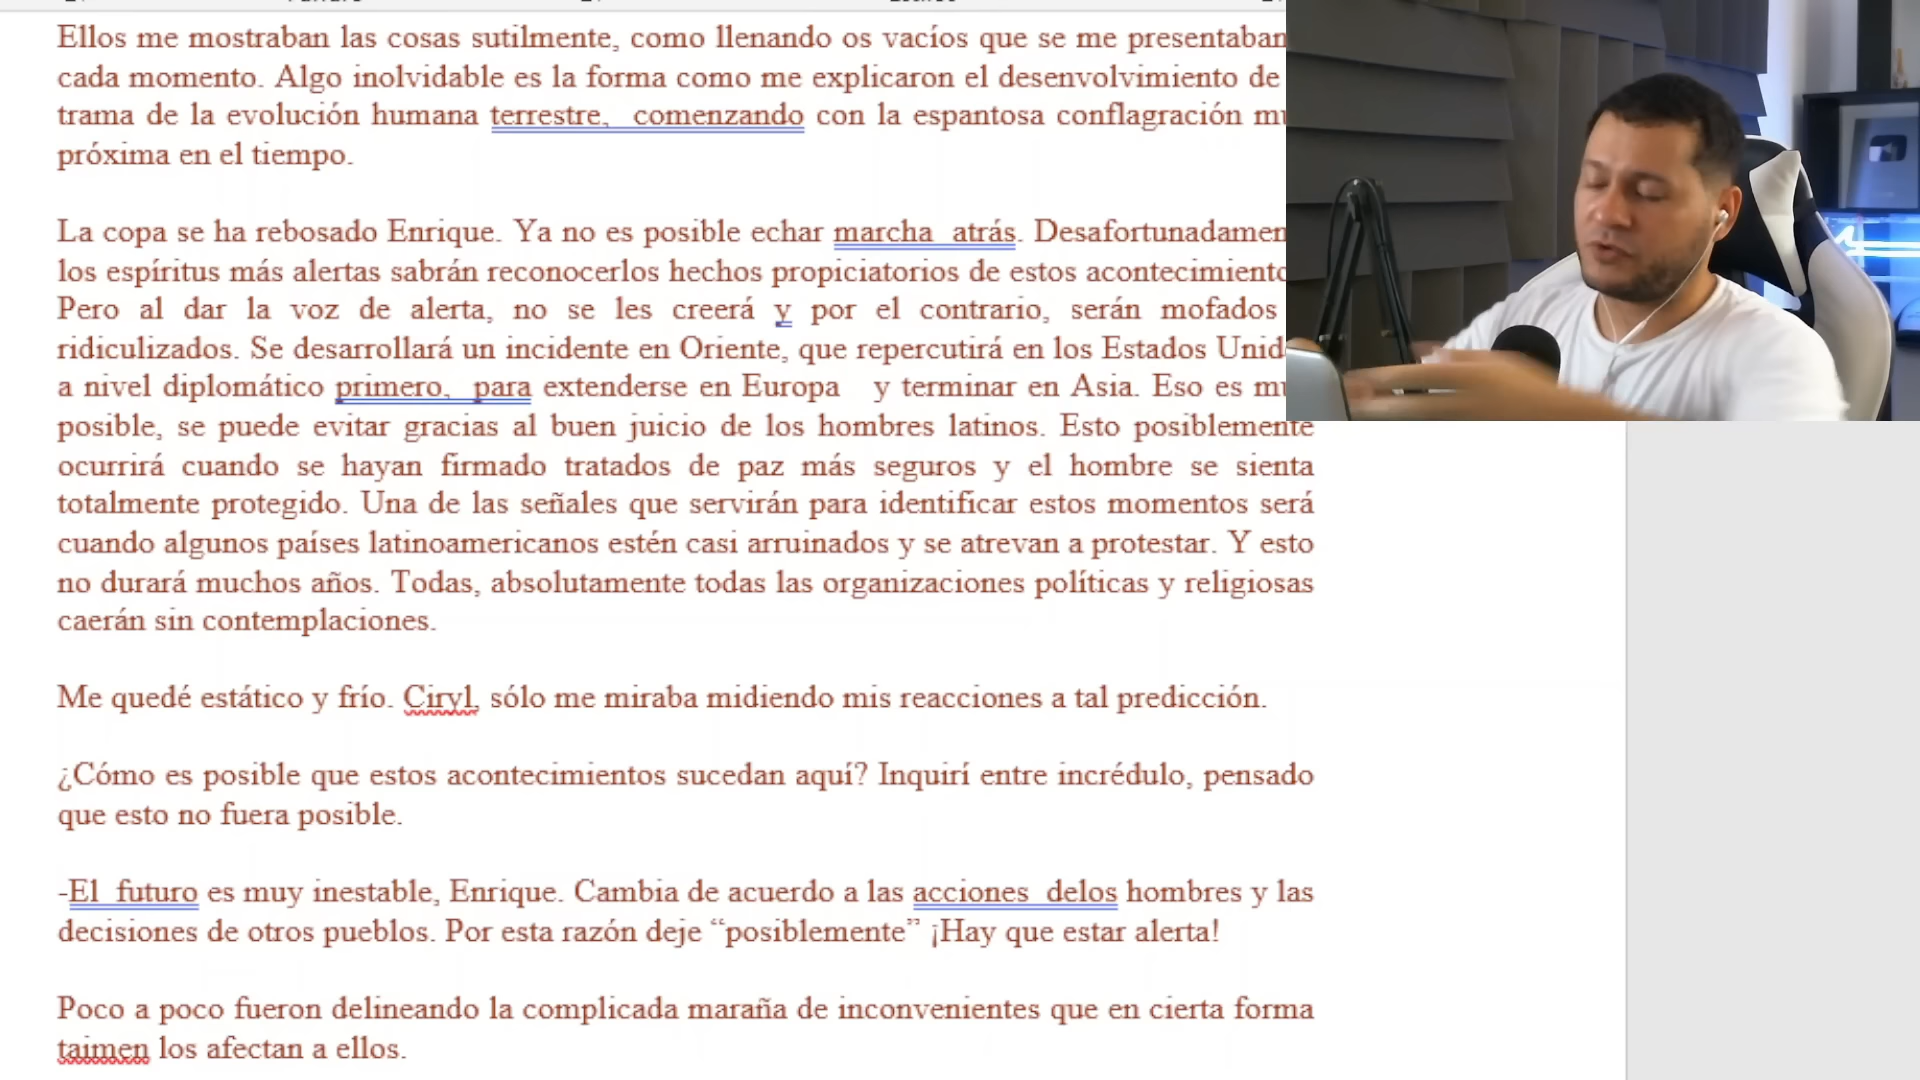 Ellos me mostraban las cosas sutilmente, como llenando os vacíos que se me presentaban
cada momento. Algo inolvidable es la forma como me explicaron el desenvolvimiento de
trama de la evolución humana terrestre, comenzando con la espantosa conflagración
próxima en el tiempo.
La copa se ha rebosado Enrique. Ya no es posible echar marcha atrás.
los espíritus más alertas sabrán reconocerlos hechos propiciatorios de estos
Pero al dar la voz de alerta, no se les creerá y por el contrario, serán mofados
ridiculizados. Se desarrollará un incidente en Oriente, que repercutirá en los Estados
a nivel diplomático primero, para extenderse en Europa y terminar en Asia. Eso es
posible, se puede evitar gracias al buen juicio de los hombres latinos. Esto posiblemente
ocurrirá cuando se hayan firmado tratados de paz más seguros y el hombre se sienta
totalmente protegido. Una de las señales que servirán para identificar estos momentos será
cuando algunos países latinoamericanos estén casi arruinados y se atrevan a protestar. Y esto
no durará muchos años. Todas, absolutamente todas las organizaciones políticas y religiosas
caerán sin contemplaciones.
Me quedé estático y frío. Ciryl, sólo me miraba midiendo mis reacciones a tal predicción.
¿Cómo es posible que estos acontecimientos sucedan aquí? Inquirí entre incrédulo, pensado
que esto no fuera posible.
-El futuro es muy inestable, Enrique. Cambia de acuerdo a las acciones delos hombres y las
decisiones de otros pueblos. Por esta razón deje “posiblemente” ¡Hay que estar alerta!
Poco a poco fueron delineando la complicada maraña de inconvenientes que en cierta forma
taimen los afectan a ellos.